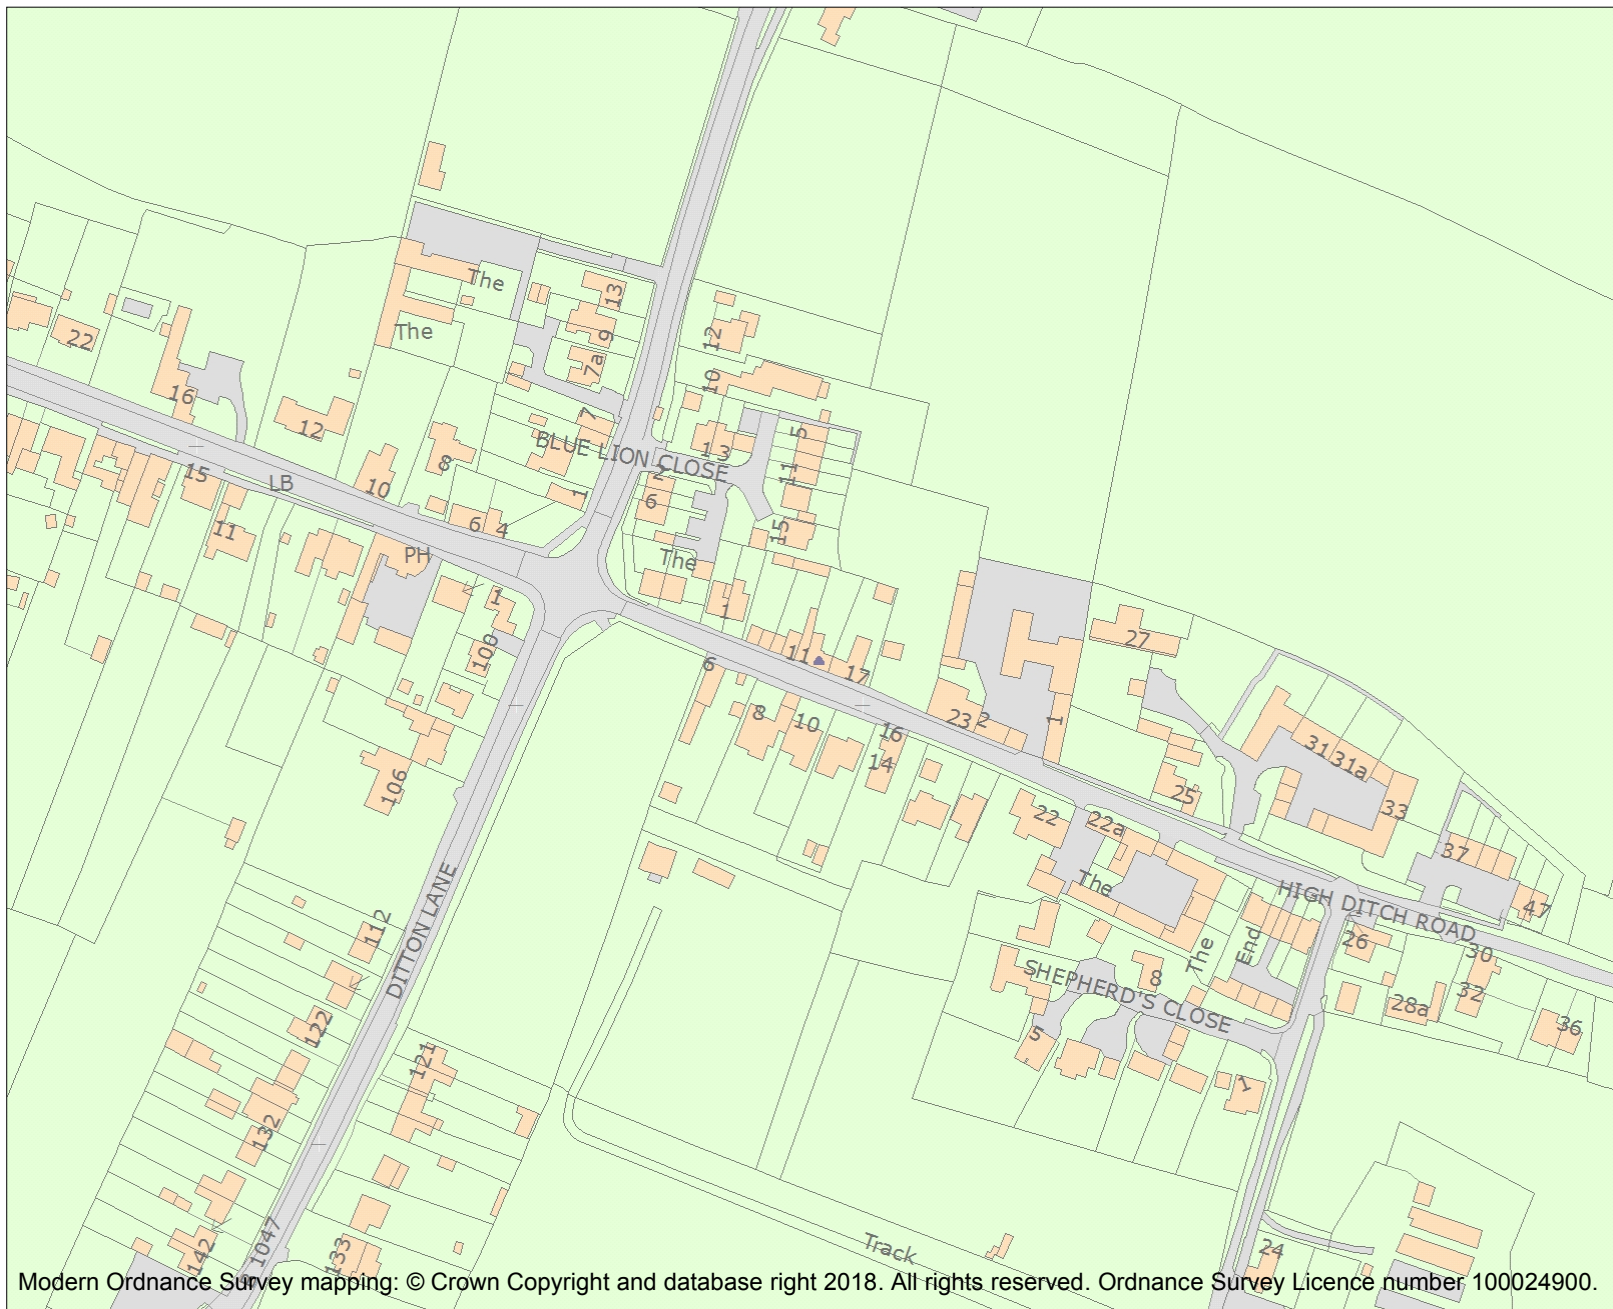 The
13
22
The
9
12
7a
10
16
7
12
BLUE LION CLOSE
1 3
5
8
2
11
15
LB
10
1
6
6 4
15
11
PH
The
1
1
27
100
11
6
17
8
10
23 2
1
16
14
31
31a
106
25
33
22
22a
37
The
HIGH DITCH ROAD
47
112
26
End
The
30
DITTON LANE
SHEPHERD'S CLOSE
8
32
28a
36
122
5
121
1
132
B 1047
142
133
Track
24
Modern Ordnance Survey mapping: © Crown Copyright and database right 2018. All rights reserved. Ordnance Survey Licence number 100024900.